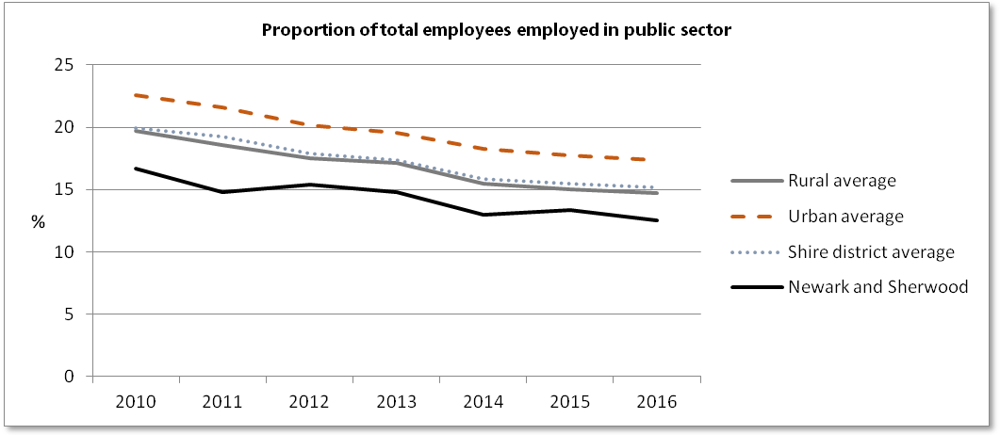 Proportion of total employees employed in public sector
25
20
15
10
5
0
%
2010 2011 2012 2013 2014 2015 2016
Rural average
Urban average
Shire district average
Newark and Sherwood